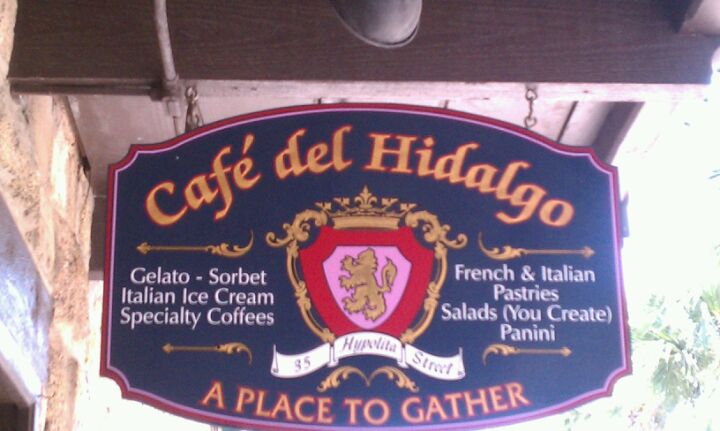 Café del Hidalgo
Gelato - Sorbet
Italian Ice Cream
Specialty Coffees
French & Italian
Pastries
Salads (You Create)
Panini
35 Hypolita Street
A PLACE TO GATHER